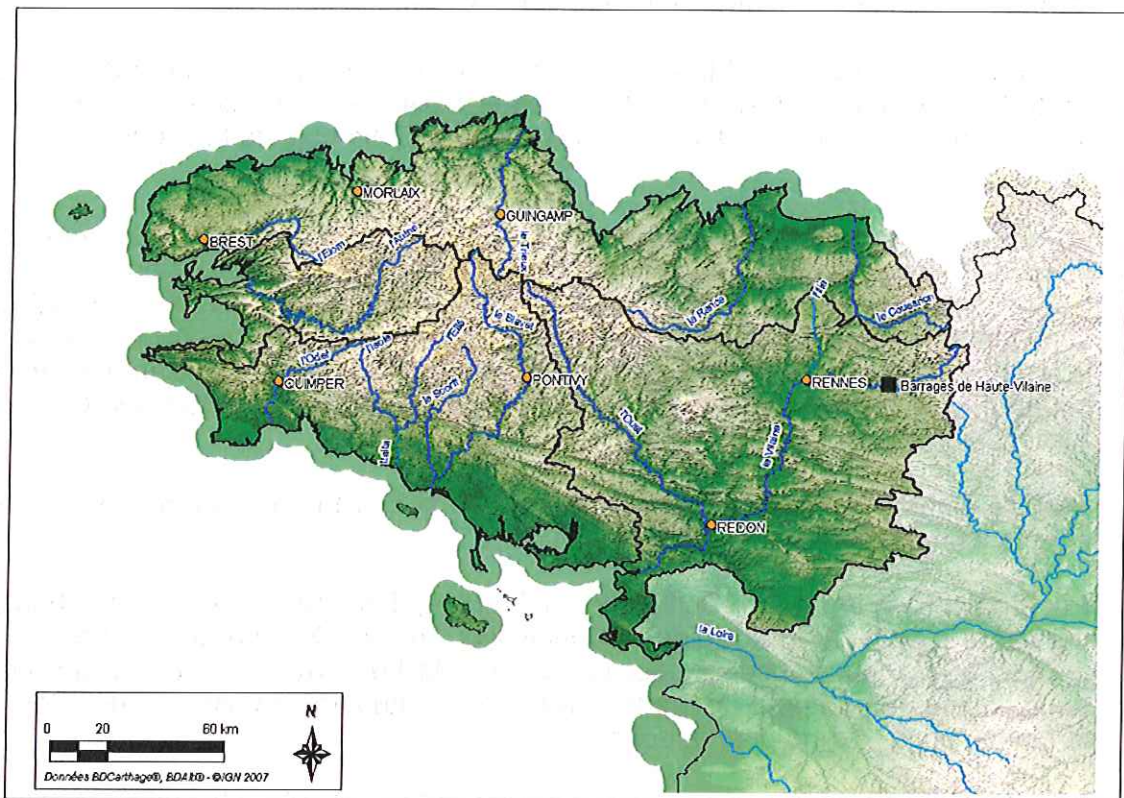 MORLAIX
GUINGAMP
BREST
l'Elorn
l'Aulne
le Trieux
la Rance
l'Ille
le Couesnon
le Blavet
l'Ellé
l'Isole
l'Odet
QUIMPER
le Scorff
PONTIVY
RENNES
Barrages de Haute-Vilaine
l'Oust
la Vilaine
Laïta
REDON
la Loire
N
0 20 60 km
Données BDCarthage®, BDAlti® - ©IGN 2007